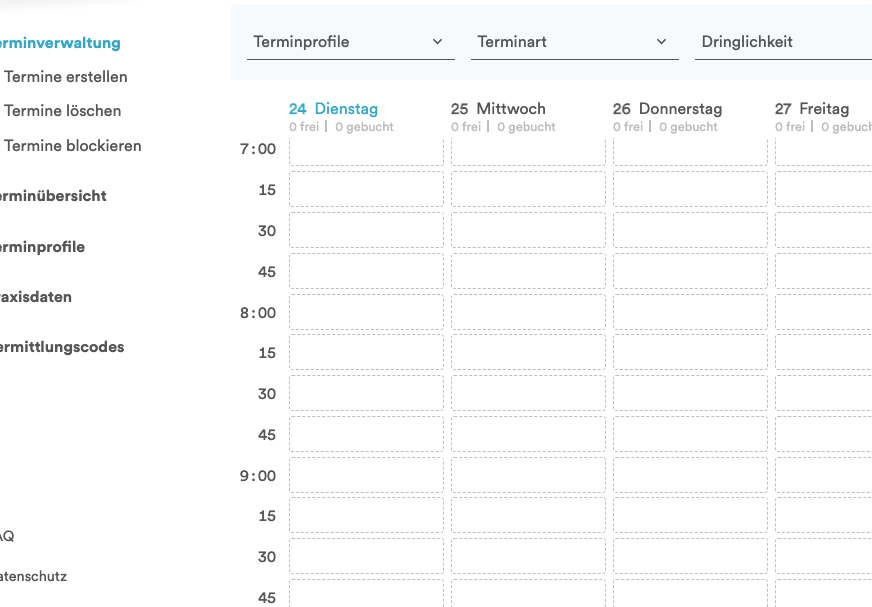 erminverwaltung
Termine erstellen
Termine löschen
Termine blockieren
erminübersicht
erminprofile
raxisdaten
ermittlungscodes
AQ
atenschutz
Terminprofile Terminart Dringlichkeit
24 Dienstag 25 Mittwoch 26 Donnerstag 27 Freitag
0 frei | 0 gebucht 0 frei | 0 gebucht 0 frei | 0 gebucht 0 frei | 0 gebuch
7:00
15
30
45
8:00
15
30
45
9:00
15
30
45